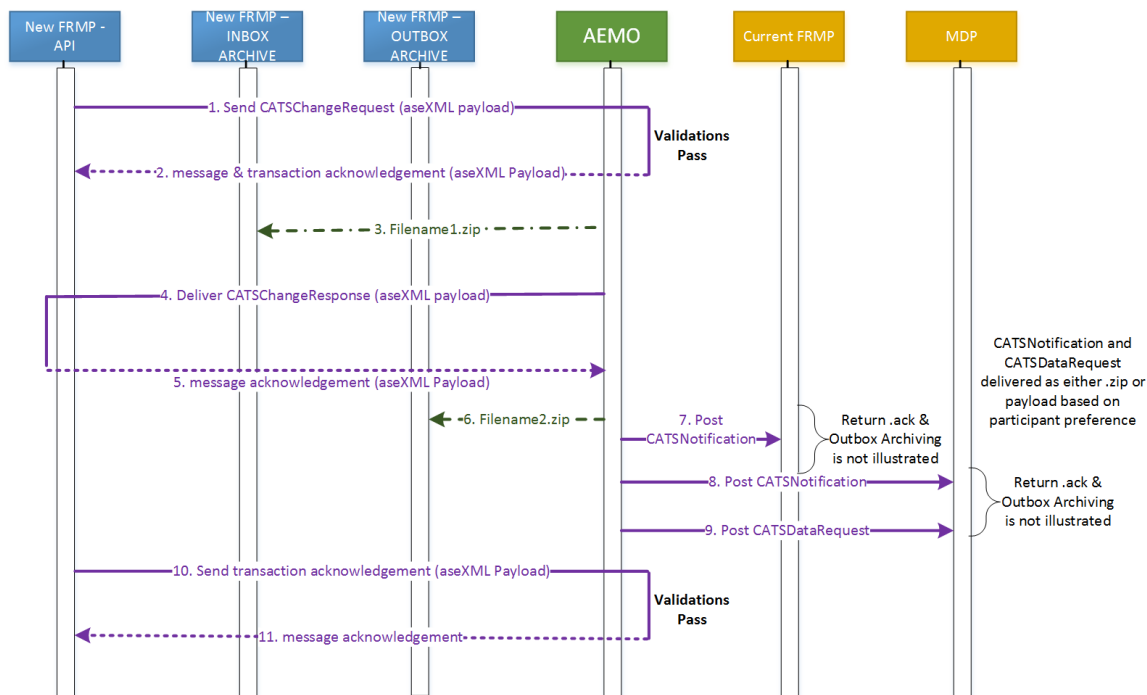 New FRMP -
API
New FRMP –
INBOX
ARCHIVE
New FRMP –
OUTBOX
ARCHIVE
AEMO
Current FRMP
MDP
1. Send CATSChangeRequest (aseXML payload)
Validations
Pass
2. message & transaction acknowledgement (aseXML Payload)
3. Filename1.zip
4. Deliver CATSChangeResponse (aseXML payload)
5. message acknowledgement (aseXML Payload)
CATSNotification and
CATSDataRequest
delivered as either .zip or
payload based on
participant preference
6. Filename2.zip
7. Post
CATSNotification
Return .ack &
Outbox Archiving
is not illustrated
8. Post CATSNotification
9. Post CATSDataRequest
Return .ack &
Outbox Archiving
is not illustrated
10. Send transaction acknowledgement (aseXML Payload)
Validations
Pass
11. message acknowledgement